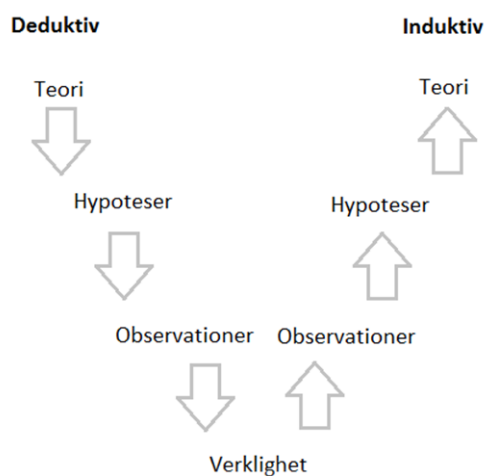 Deduktiv Induktiv
Teori Teori
Hypoteser Hypoteser
Observationer Observationer
Verklighet